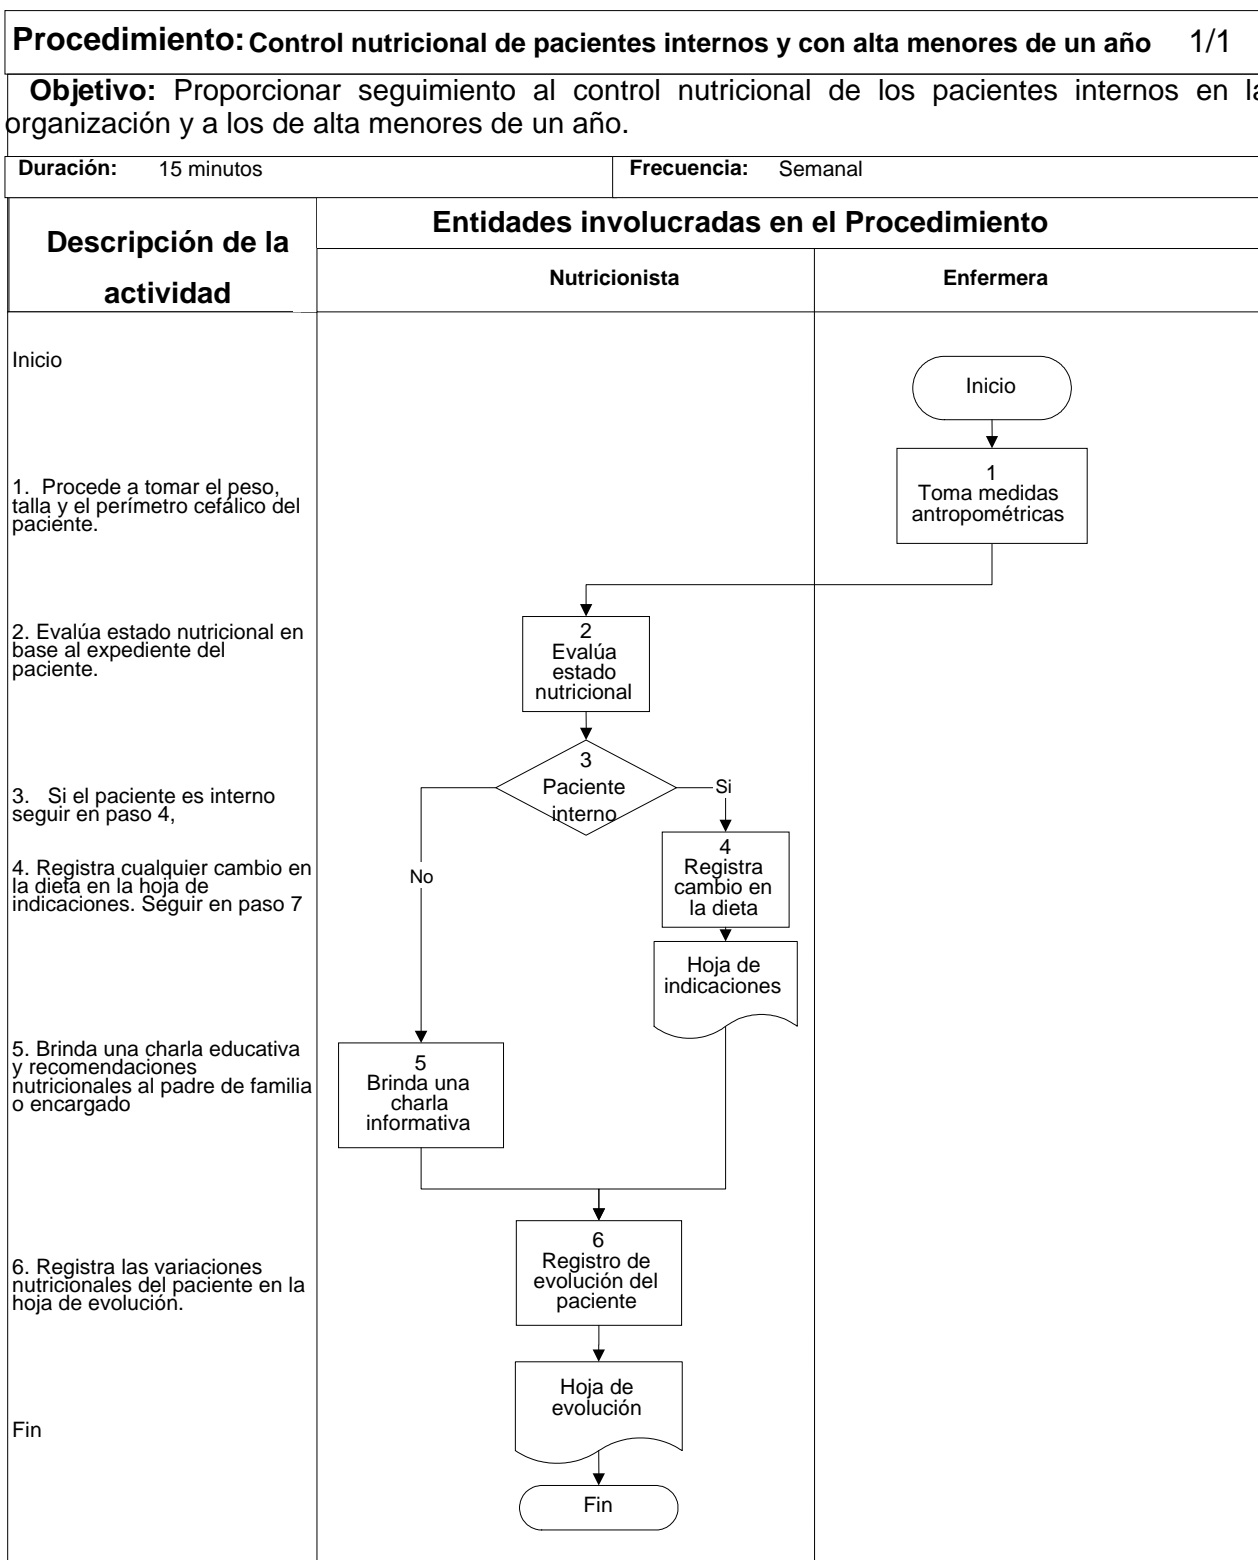 Procedimiento: Control nutricional de pacientes internos y con alta menores de un año 1/1
Objetivo: Proporcionar seguimiento al control nutricional de los pacientes internos en la
organización y a los de alta menores de un año.
Duración: 15 minutos
Frecuencia: Semanal
Descripción de la
actividad
Entidades involucradas en el Procedimiento
Nutricionista
Enfermera
Inicio
Inicio
1. Procede a tomar el peso,
talla y el perímetro cefálico del
paciente.
1
Toma medidas
antropométricas
2. Evalúa estado nutricional en
base al expediente del
paciente.
2
Evalúa
estado
nutricional
3. Si el paciente es interno
seguir en paso 4,
3
Paciente
interno
Si
No
4. Registra cualquier cambio en
la dieta en la hoja de
indicaciones. Seguir en paso 7
4
Registra
cambio en
la dieta
Hoja de
indicaciones
5. Brinda una charla educativa
y recomendaciones
nutricionales al padre de familia
o encargado
5
Brinda una
charla
informativa
6. Registra las variaciones
nutricionales del paciente en la
hoja de evolución.
6
Registro de
evolución del
paciente
Hoja de
evolución
Fin
Fin